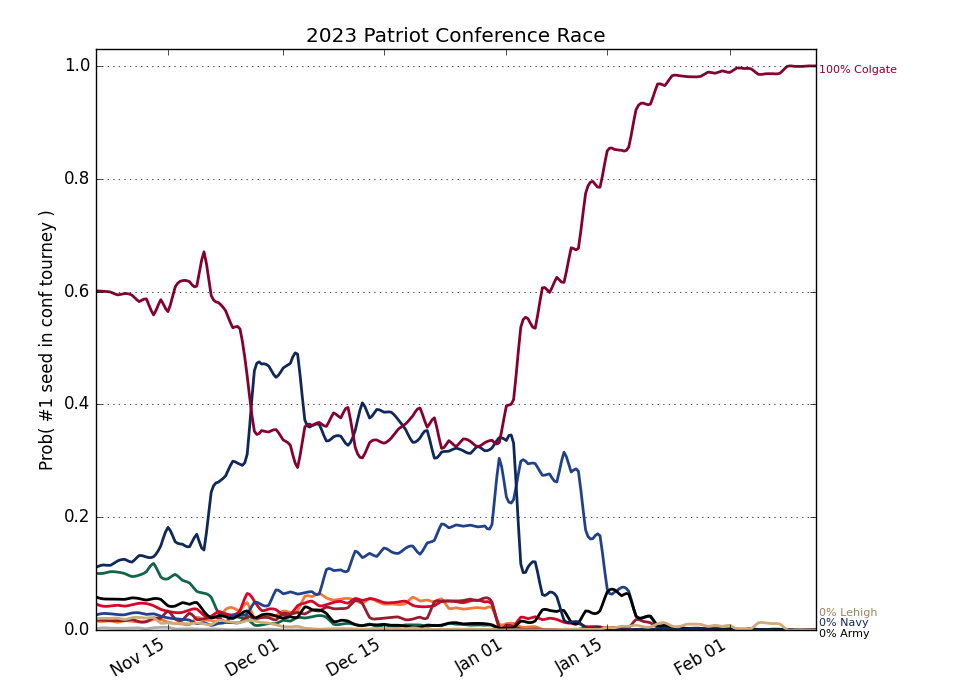 2023 Patriot Conference Race
Prob( #1 seed in conf tourney )
1.0
0.8
0.6
0.4
0.2
0.0
Nov 15
Dec 01
Dec 15
Jan 01
Jan 15
Feb 01
100% Colgate
0% Lehigh
0% Navy
0% Army